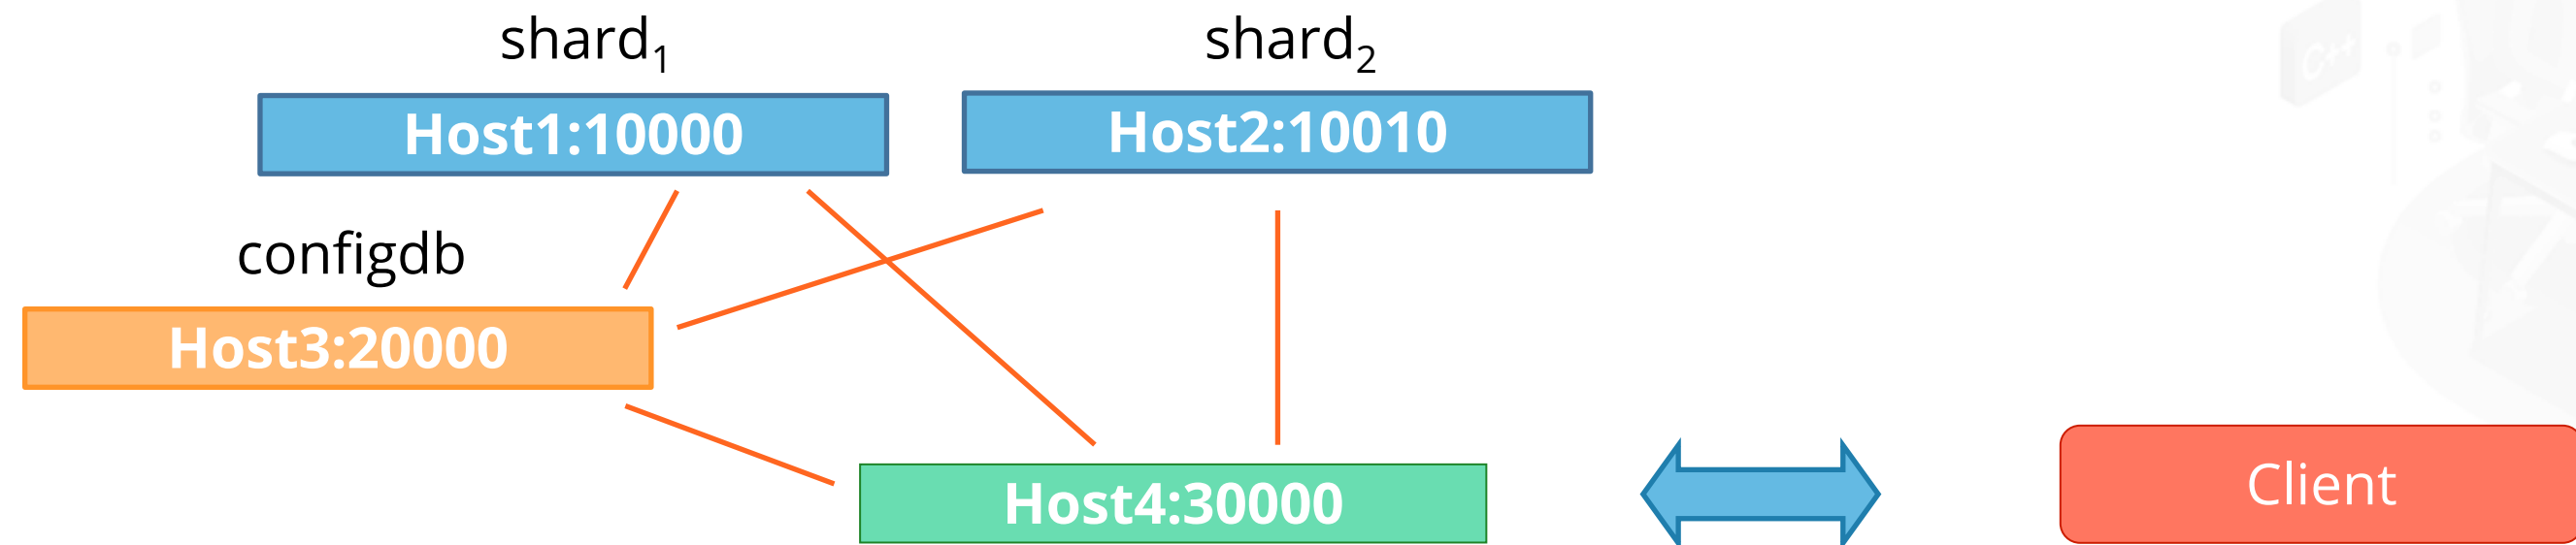 shard₁
shard₂
C++
Host1:10000
Host2:10010
configdb
Host3:20000
Host4:30000
Client